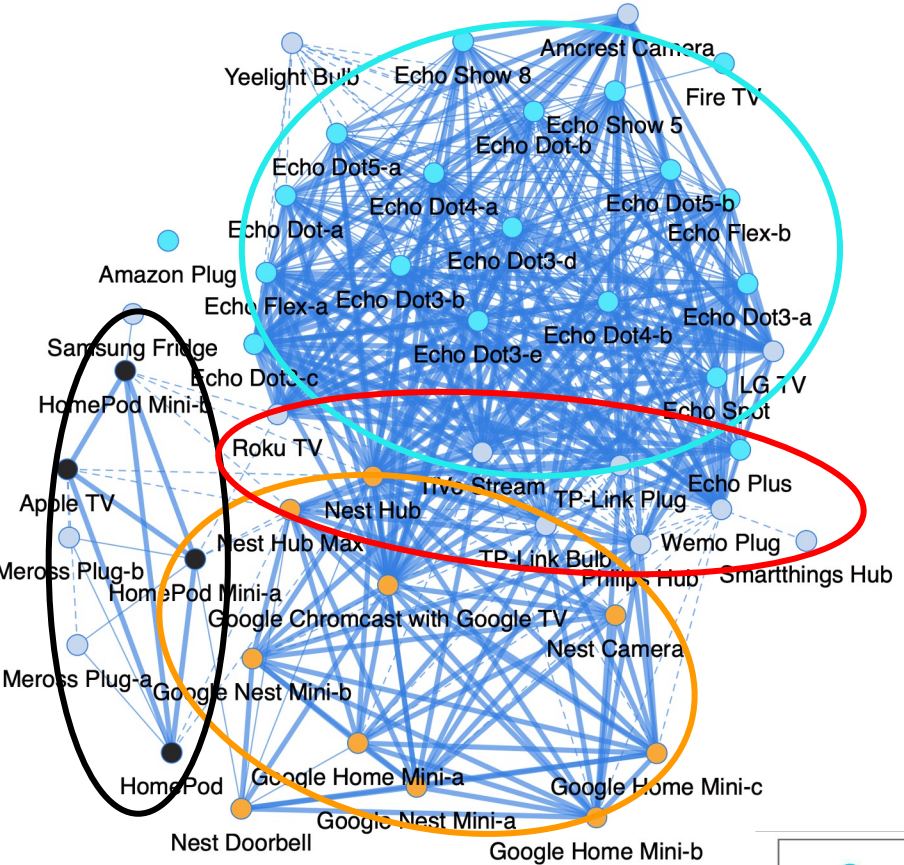 Amcrest Camera
Yeelight Bulb
Echo Show 8
Fire TV
Echo Show 5
Echo Dot-b
Echo Dot5-a
Echo Dot4-a
Echo Dot5-b
Echo Dot-a
Echo Flex-b
Echo Dot3-d
Amazon Plug
Echo Flex-a
Echo Dot3-b
Echo Dot3-a
Echo Dot4-b
Samsung Fridge
Echo Dot3-e
Echo Dot3-c
LG TV
HomePod Mini-b
Echo Spot
Roku TV
Echo Plus
TiVo Stream
TP-Link Plug
Apple TV
Nest Hub
Nest Hub Max
Wemo Plug
TP-Link Bulb
Meross Plug-b
Philips Hub
Smartthings Hub
HomePod Mini-a
Google Chromcast with Google TV
Nest Camera
Meross Plug-a
Google Nest Mini-b
HomePod
Google Home Mini-a
Google Home Mini-c
Google Nest Mini-a
Nest Doorbell
Google Home Mini-b